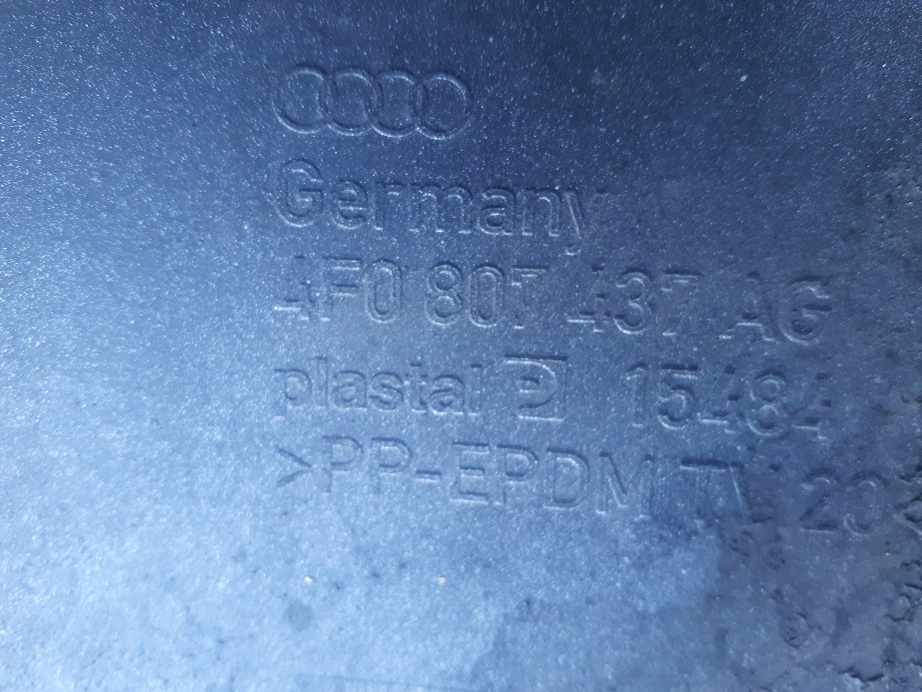 Germany
4F0 807 437 AG
plastal P 15484
>PP-EPDM